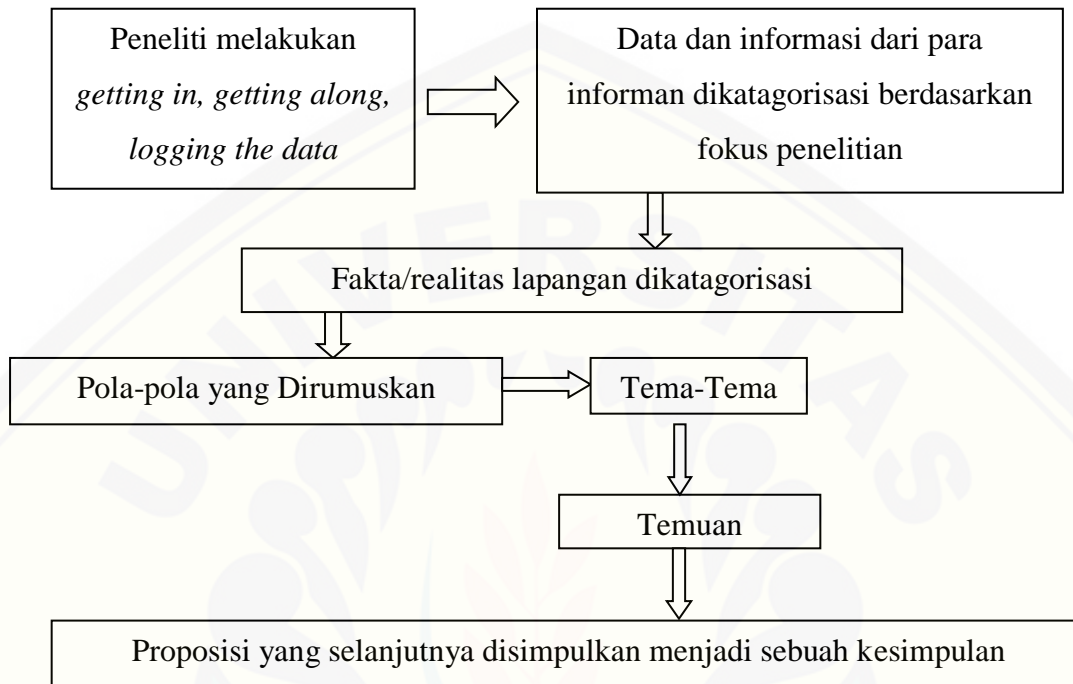 Peneliti melakukan
getting in, getting along,
logging the data
Data dan informasi dari para
informan dikatagorisasi berdasarkan
fokus penelitian
Fakta/realitas lapangan dikatagorisasi
Pola-pola yang Dirumuskan
Tema-Tema
Temuan
Proposisi yang selanjutnya disimpulkan menjadi sebuah kesimpulan
UNIVERSITAS